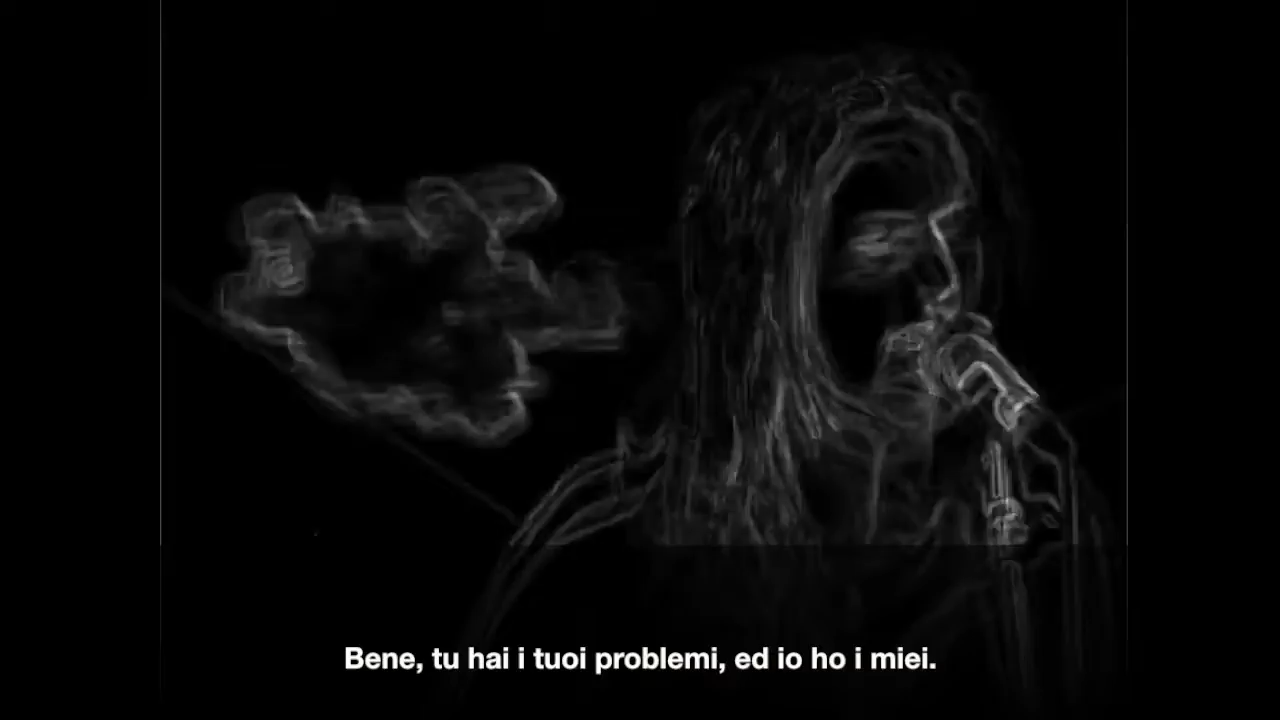 Bene, tu hai i tuoi problemi, ed io ho i miei.